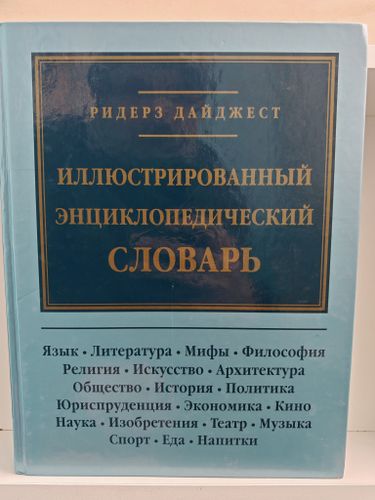 РИДЕРЗ ДАЙДЖЕСТ
ИЛЛЮСТРИРОВАННЫЙ
ЭНЦИКЛОПЕДИЧЕСКИЙ
СЛОВАРЬ
Язык • Литература • Мифы • Философия
Религия • Искусство • Архитектура
Общество • История • Политика
Юриспруденция • Экономика • Кино
Наука • Изобретения • Театр • Музыка
Спорт • Еда • Напитки